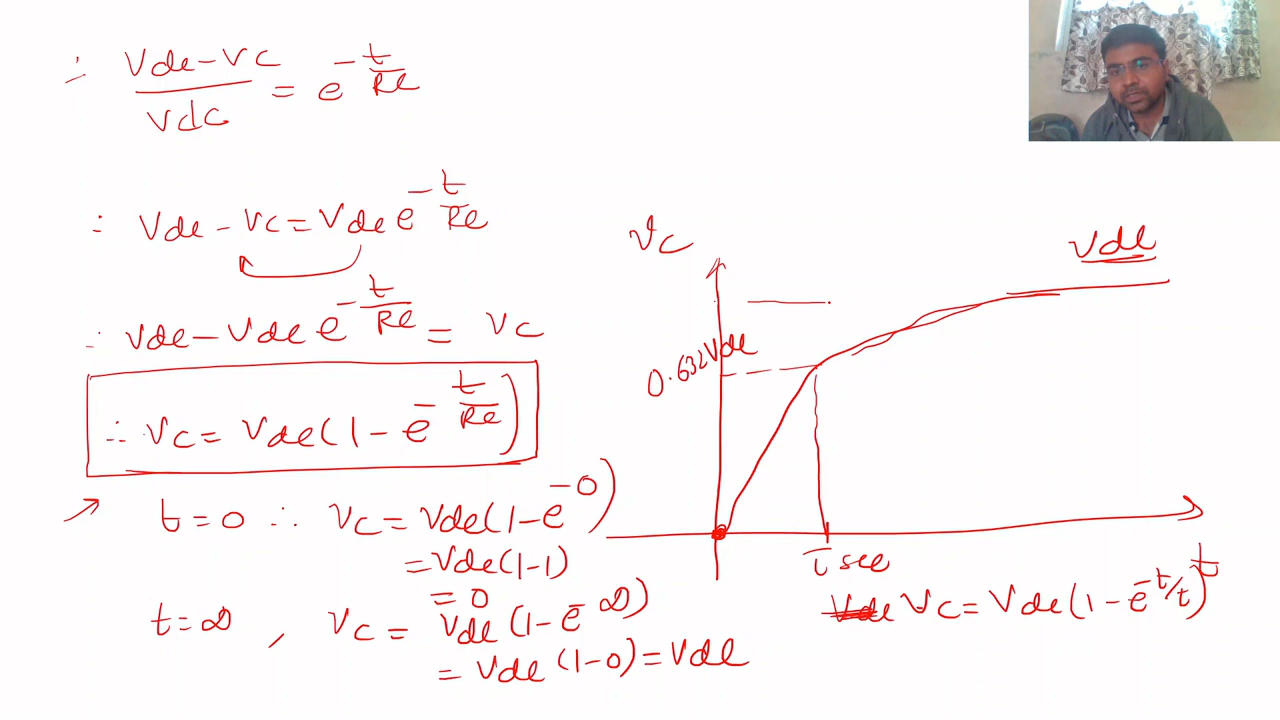 ∴ Vdc-Vc/Vdc = e^-t/Rc
∴ Vdc - Vc = Vdc e^-t/Rc
∴ Vdc - Vdc e^-t/Rc = Vc
∴ Vc = Vdc(1 - e^-t/Rc)
t=0 ∴ Vc = Vdc(1-e^-0)
= Vdc(1-1)
= 0
t=∞ , Vc = Vdc (1-e^-∞)
= Vdc (1-0) = Vdc
Vc
Vdc
0.632Vdc
τ sec
t
Vdc Vc = Vdc(1 - e^-t/τ)